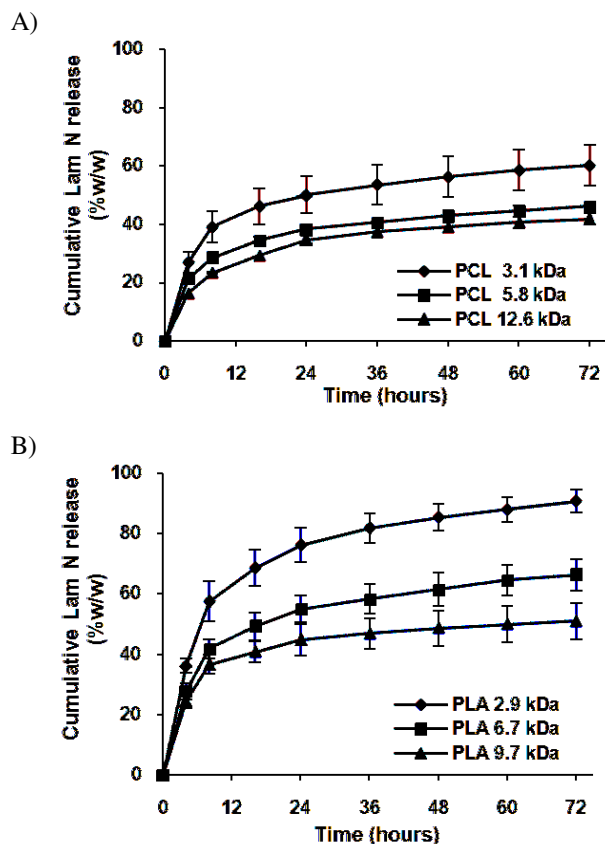 A)
Cumulative Lam N release
(%w/w)
100
80
60
40
20
0
PCL 3.1 kDa
PCL 5.8 kDa
PCL 12.6 kDa
0 12 24 36 48 60 72
Time (hours)
B)
Cumulative Lam N release
(%w/w)
100
80
60
40
20
0
PLA 2.9 kDa
PLA 6.7 kDa
PLA 9.7 kDa
0 12 24 36 48 60 72
Time (hours)